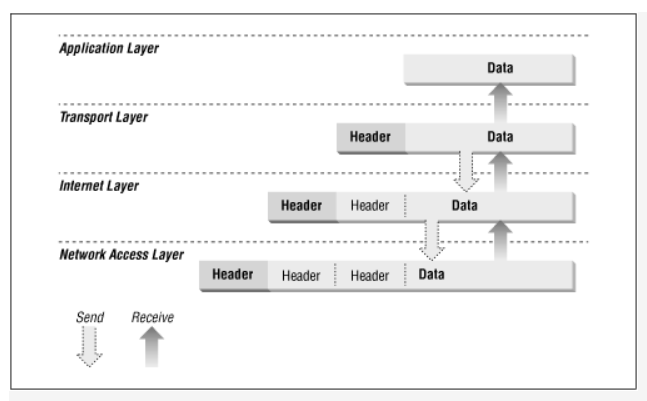 Application Layer
Data
Transport Layer
Header Data
Internet Layer
Header Header Data
Network Access Layer
Header Header Header Data
Send Receive